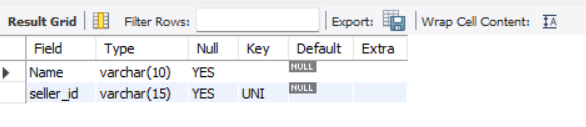 Result Grid Filter Rows: Export: Wrap Cell Content: IA
Field Type Null Key Default Extra
Name varchar(10) YES NULL
seller_id varchar(15) YES UNI NULL